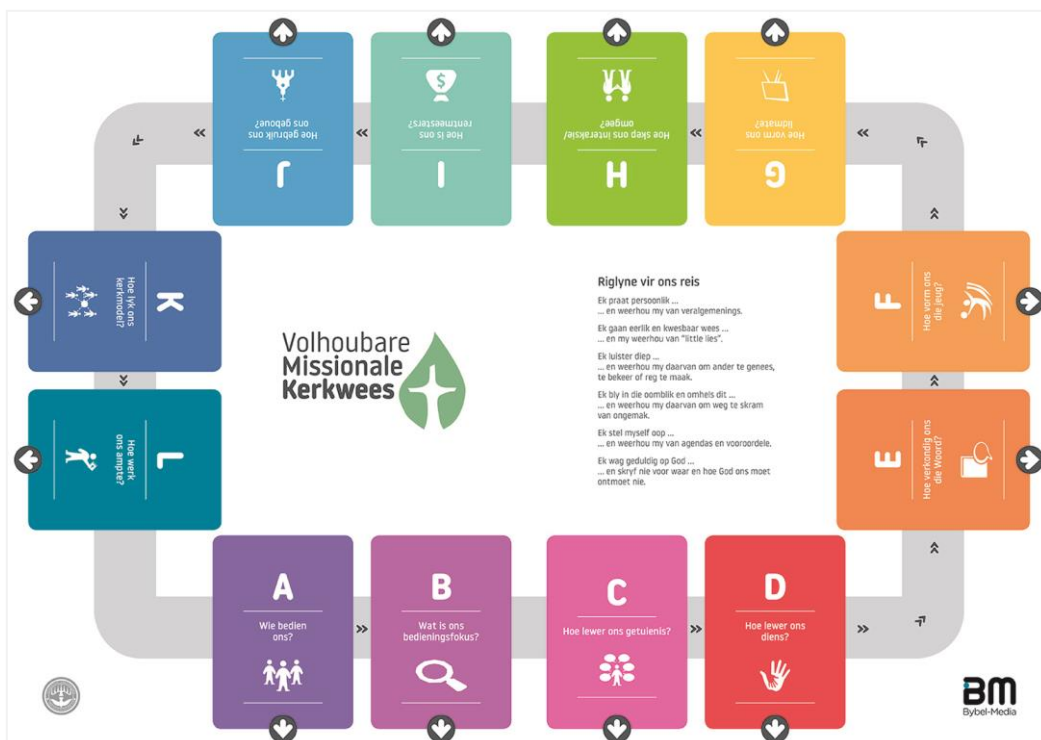 J
Hoe gebruik ons
ons geboue?
I
Hoe is ons
rentmeesters?
$
H
Hoe skep ons interaksie/
omgee?
G
Hoe vorm ons
lidmate?
K
Hoe lyk ons
kerkmodel?
L
Hoe werk
ons ampte?
Volhoubare
Missionale
Kerkwees
Riglyne vir ons reis
Ek praat persoonlik ...
... en weerhou my van veralgemenings.
Ek gaan eerlik en kwesbaar wees ...
... en my weerhou van "little lies".
Ek luister diep ...
... en weerhou my daarvan om ander te genees,
te bekeer of reg te maak.
Ek bly in die oomblik en omhels dit ...
... en weerhou my daarvan om weg te skram
van ongemak.
Ek stel myself oop ...
... en weerhou my van agendas en vooroordele.
Ek wag geduldig op God ...
... en skryf nie voor waar en hoe God ons moet
ontmoet nie.
F
Hoe vorm ons
die jeug?
E
Hoe verkondig ons
die Woord?
A
Wie bedien
ons?
B
Wat is ons
bedieningsfokus?
C
Hoe lewer ons getuienis?
D
Hoe lewer ons
diens?
BM
Bybel-Media